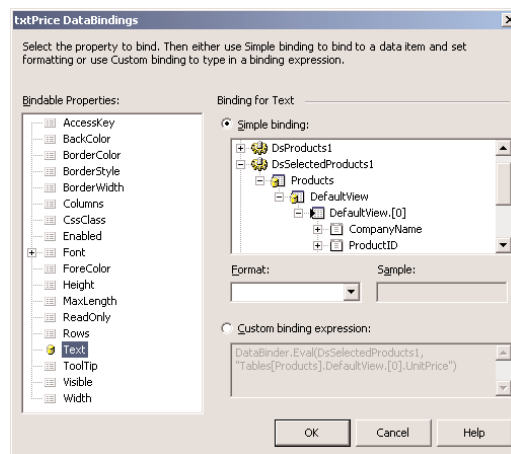 txtPrice DataBindings
Select the property to bind. Then either use Simple binding to bind to a data item and set
formatting or use Custom binding to type in a binding expression.
Bindable Properties:
AccessKey
BackColor
BorderColor
BorderStyle
BorderWidth
Columns
CssClass
Enabled
Font
ForeColor
Height
MaxLength
ReadOnly
Rows
Text
ToolTip
Visible
Width
Binding for Text
Simple binding:
DsProducts1
DsSelectedProducts1
Products
DefaultView
DefaultView.[0]
CompanyName
ProductID
Format:
Sample:
Custom binding expression:
DataBinder.Eval(DsSelectedProducts1,
"Tables[Products].DefaultView.[0].UnitPrice")
OK
Cancel
Help